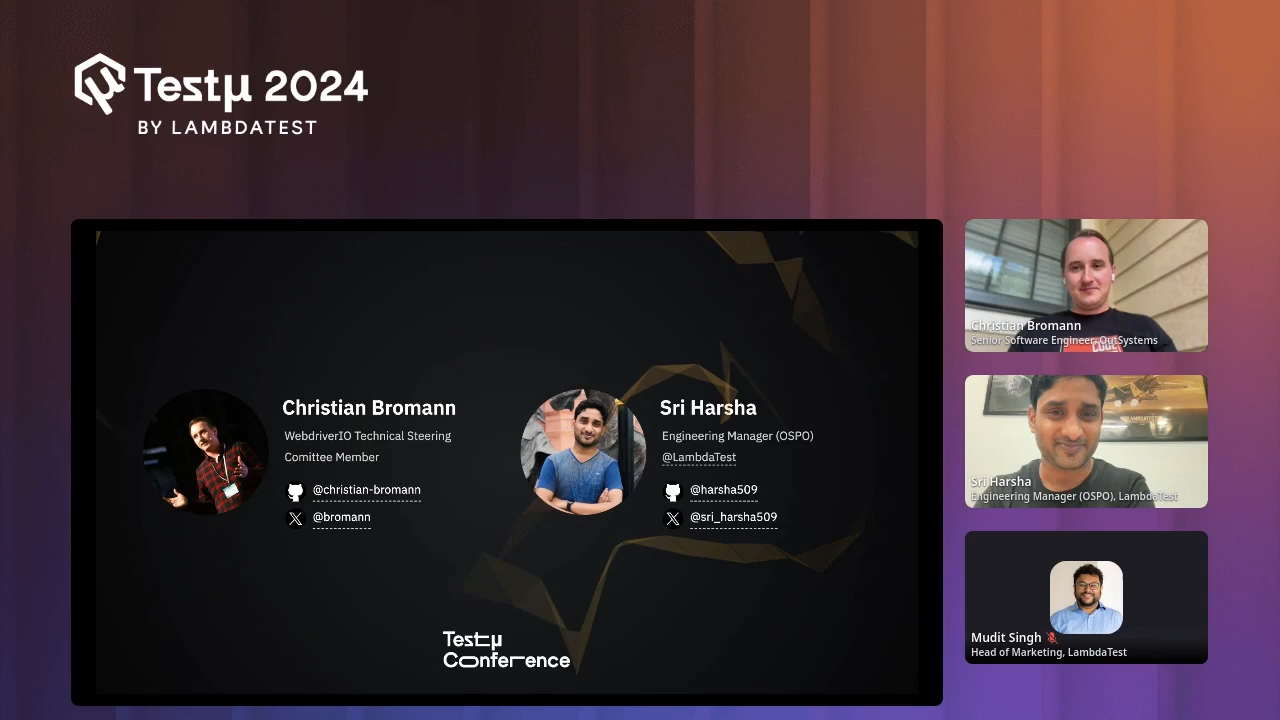 Testμ 2024
BY LAMBDATEST
Christian Bromann
WebdriverIO Technical Steering
Comittee Member
@christian-bromann
@bromann
Sri Harsha
Engineering Manager (OSPO)
@LambdaTest
@harsha509
@sri_harsha509
Testμ
Conference
Christian Bromann
Senior Software Engineer, OutSystems
CODE
Sri Harsha
Engineering Manager (OSPO), LambdaTest
Mudit Singh
Head of Marketing, LambdaTest